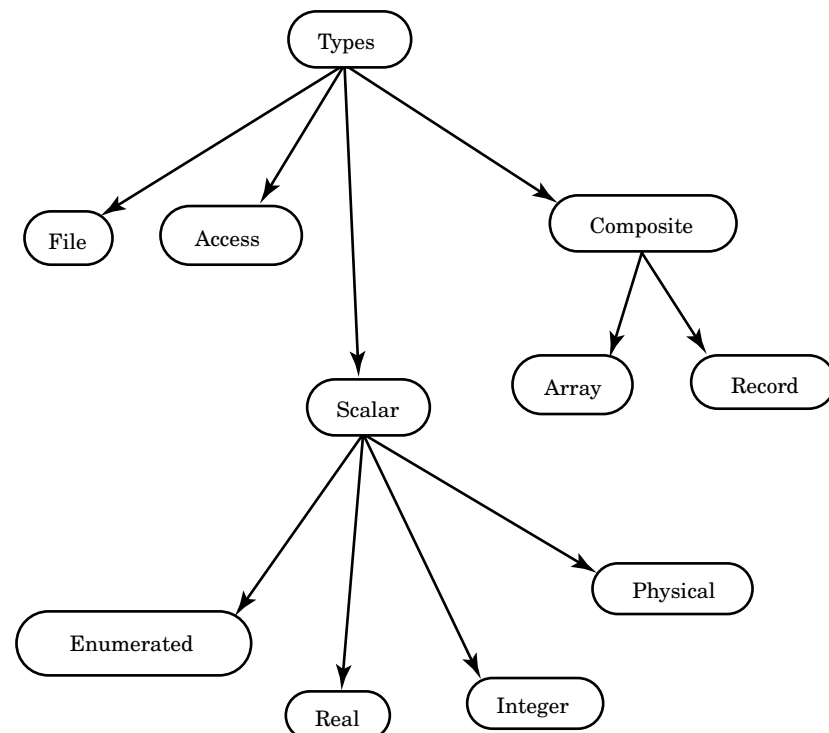 Types
File
Access
Composite
Array
Record
Scalar
Physical
Enumerated
Integer
Real